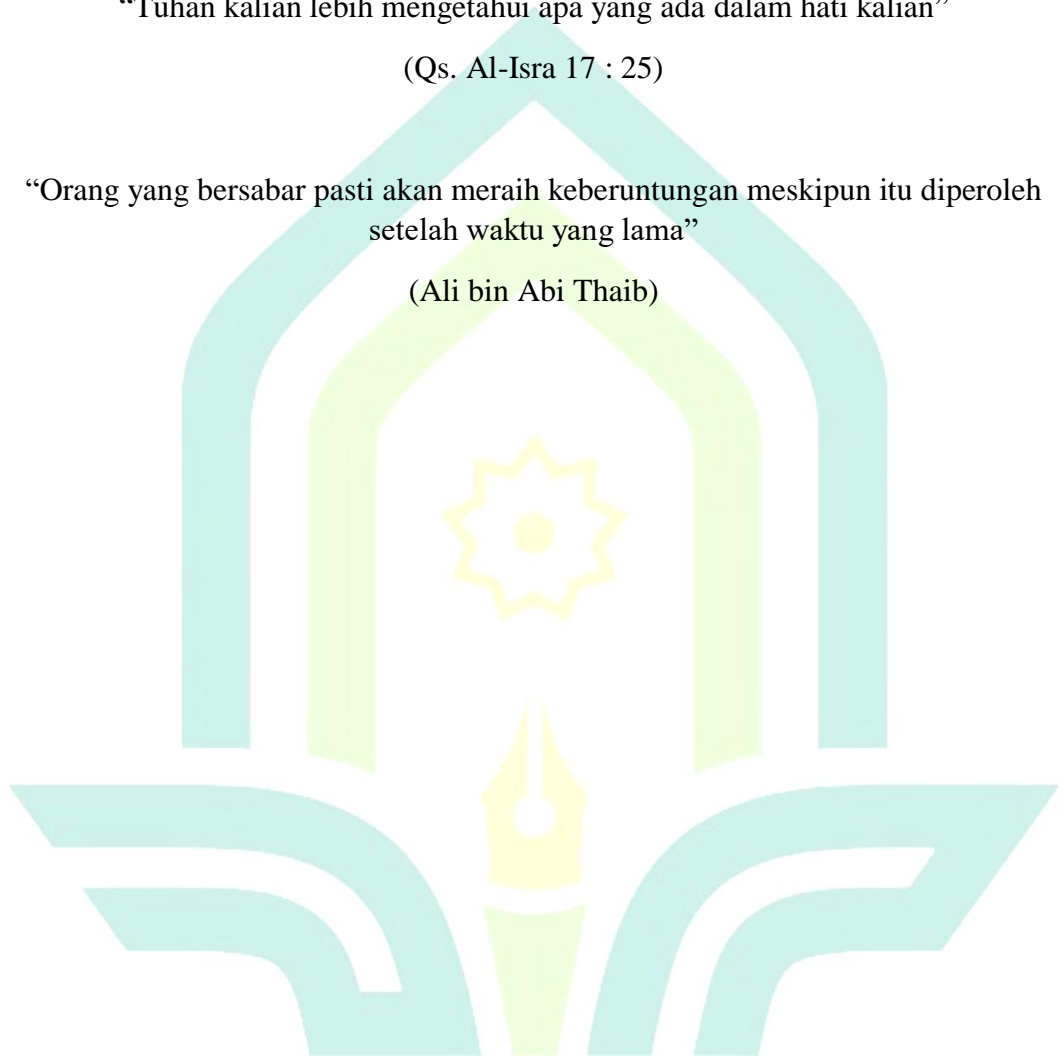 “Tuhan kalian lebih mengetahui apa yang ada dalam hati kalian”
(Qs. Al-Isra 17 : 25)
“Orang yang bersabar pasti akan meraih keberuntungan meskipun itu diperoleh
setelah waktu yang lama”
(Ali bin Abi Thaib)